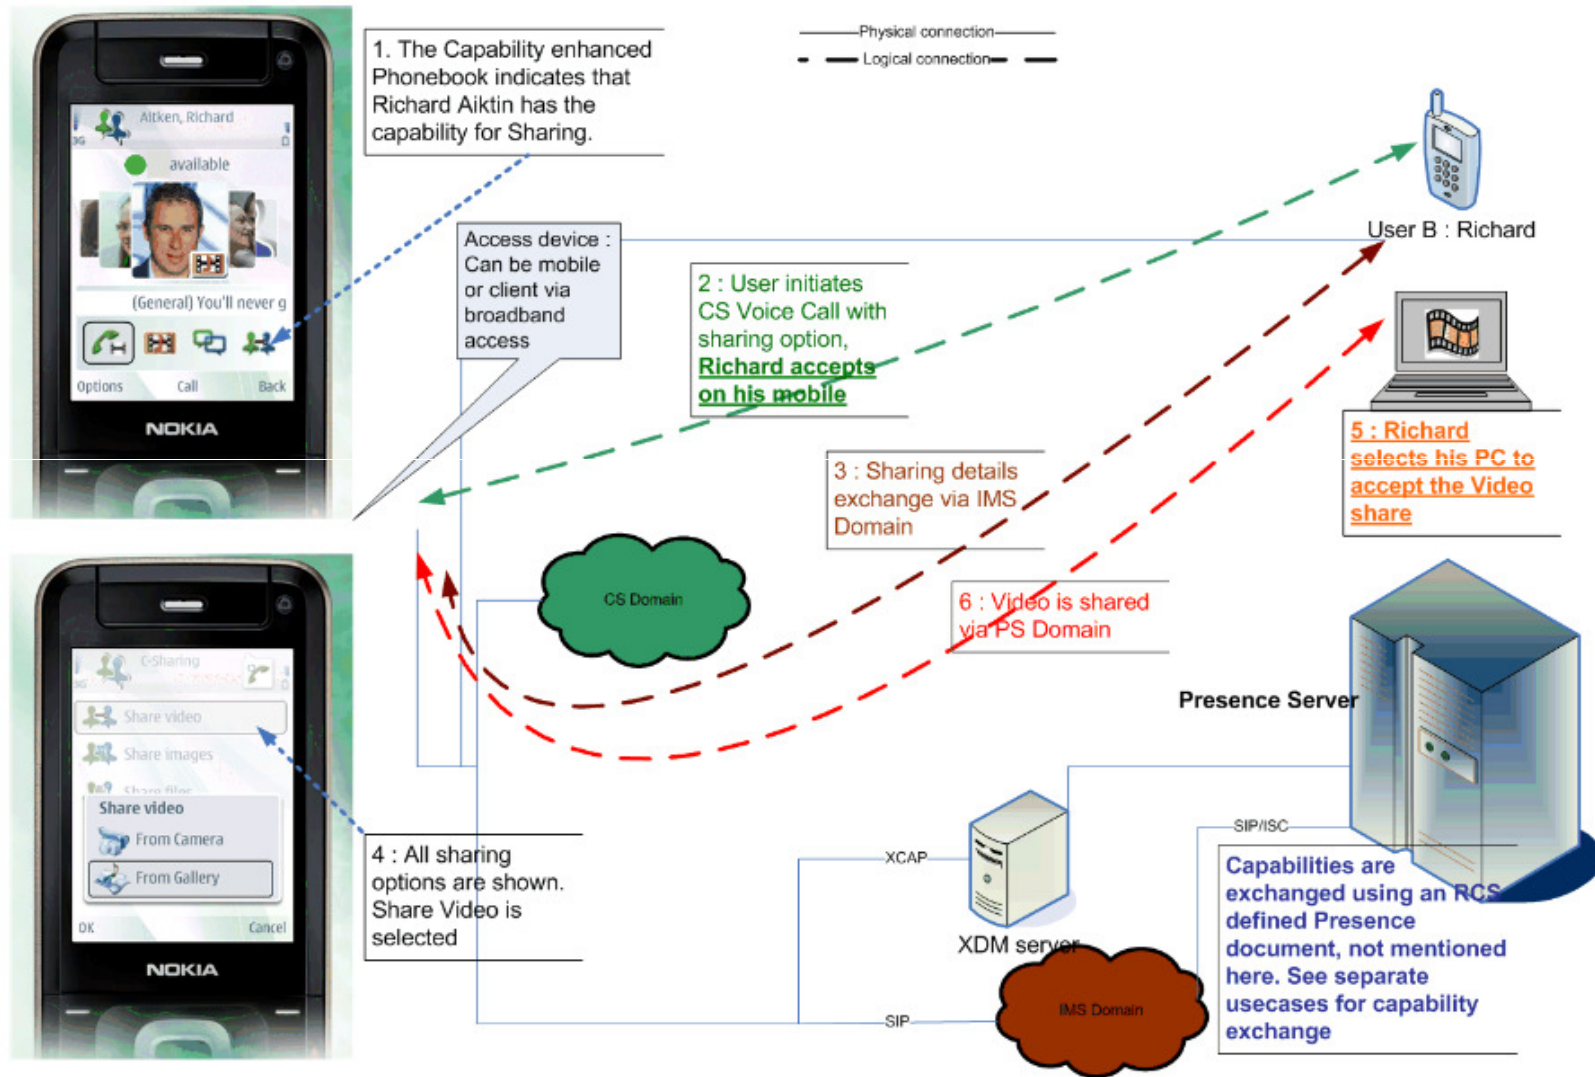 Physical connection
Logical connection
3G
Aitken, Richard
available
(General) You'll never g
Options
Call
Back
NOKIA
1. The Capability enhanced
Phonebook indicates that
Richard Aiktin has the
capability for Sharing.
Access device :
Can be mobile
or client via
broadband
access
2 : User initiates
CS Voice Call with
sharing option,
Richard accepts
on his mobile
User B : Richard
3 : Sharing details
exchange via IMS
Domain
5 : Richard
selects his PC to
accept the Video
share
CS Domain
6 : Video is shared
via PS Domain
3G
C-Sharing
Share video
Share images
Share files
Share video
From Camera
From Gallery
OK
Cancel
NOKIA
4 : All sharing
options are shown.
Share Video is
selected
Presence Server
SIP/ISC
XCAP
XDM server
SIP
IMS Domain
Capabilities are
exchanged using an RCS
defined Presence
document, not mentioned
here. See separate
usecases for capability
exchange